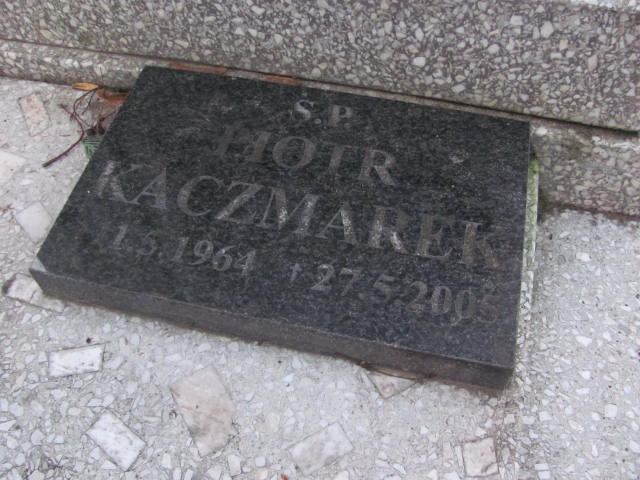 Ś.P.
PIOTR
KACZMAREK
1.5.1964 † 27.5.2005